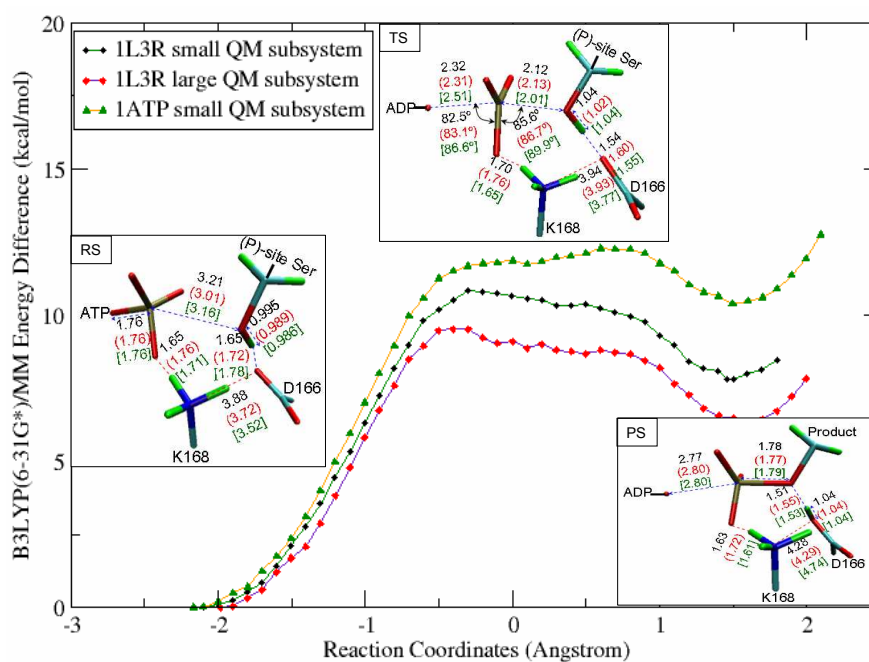 20
15
10
5
0
-3
-2
-1
0
1
2
B3LYP(6-31G*)/MM Energy Difference (kcal/mol)
Reaction Coordinates (Angstrom)
1L3R small QM subsystem
1L3R large QM subsystem
1ATP small QM subsystem
TS
(P)-site Ser
2.32
(2.31)
[2.51]
2.12
(2.13)
[2.01]
ADP
1.04
(1.02)
[1.04]
82.5º
(83.1º)
[86.6º]
85.6º
(86.7º)
[89.9º]
1.54
(1.60)
[1.55]
1.70
(1.76)
[1.65]
3.94
(3.93)
[3.77]
D166
K168
RS
(P)-site Ser
3.21
(3.01)
[3.16]
ATP
1.76
(1.76)
[1.76]
0.995
(0.989)
[0.986]
1.65
(1.76)
[1.71]
1.65
(1.72)
[1.78]
3.88
(3.72)
[3.52]
D166
K168
PS
Product
2.77
(2.80)
[2.80]
1.78
(1.77)
[1.79]
ADP
1.51
(1.55)
[1.53]
1.04
(1.04)
[1.04]
1.63
(1.72)
[1.61]
4.28
(4.29)
[4.74]
D166
K168